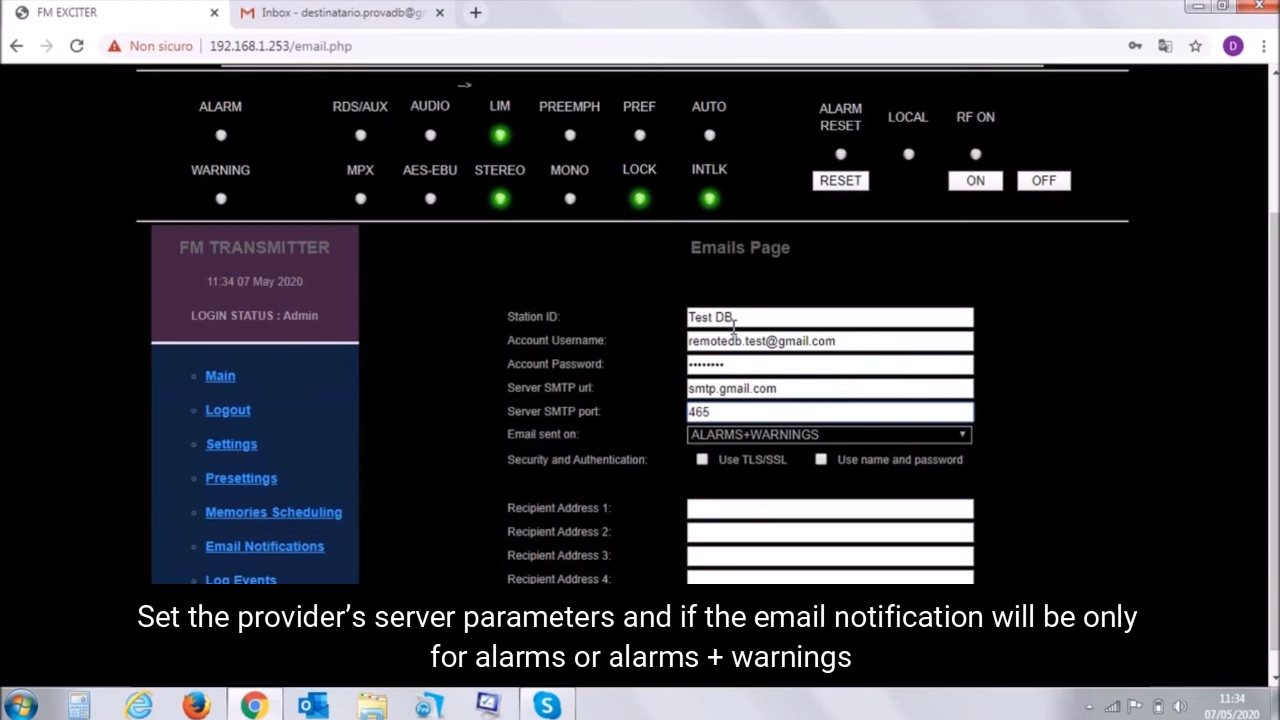 FM EXCITER
Inbox - destinatario.provadb@g
Non sicuro
192.168.1.253/email.php
D
-->
ALARM
RDS/AUX
AUDIO
LIM
PREEMPH
PREF
AUTO
ALARM
RESET
LOCAL
RF ON
WARNING
MPX
AES-EBU
STEREO
MONO
LOCK
INTLK
RESET
ON
OFF
FM TRANSMITTER
11:34 07 May 2020
LOGIN STATUS : Admin
Main
Logout
Settings
Presettings
Memories Scheduling
Email Notifications
Log Events
Emails Page
Station ID: Test DB
Account Username: remotedb.test@gmail.com
Account Password: ••••••••
Server SMTP url: smtp.gmail.com
Server SMTP port: 465
Email sent on: ALARMS+WARNINGS
Security and Authentication: Use TLS/SSL Use name and password
Recipient Address 1:
Recipient Address 2:
Recipient Address 3:
Recipient Address 4:
Set the provider’s server parameters and if the email notification will be only
for alarms or alarms + warnings
11:34
07/05/2020